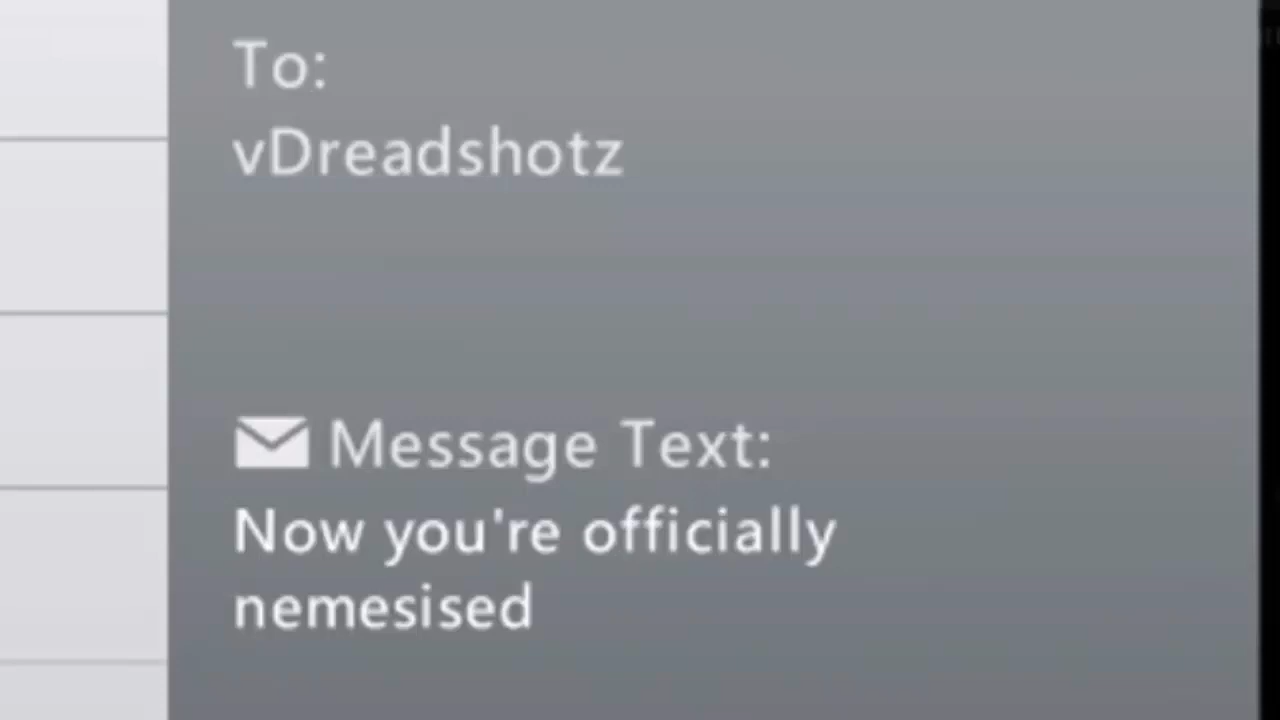 To:
vDreadshotz
Message Text:
Now you're officially
nemesised